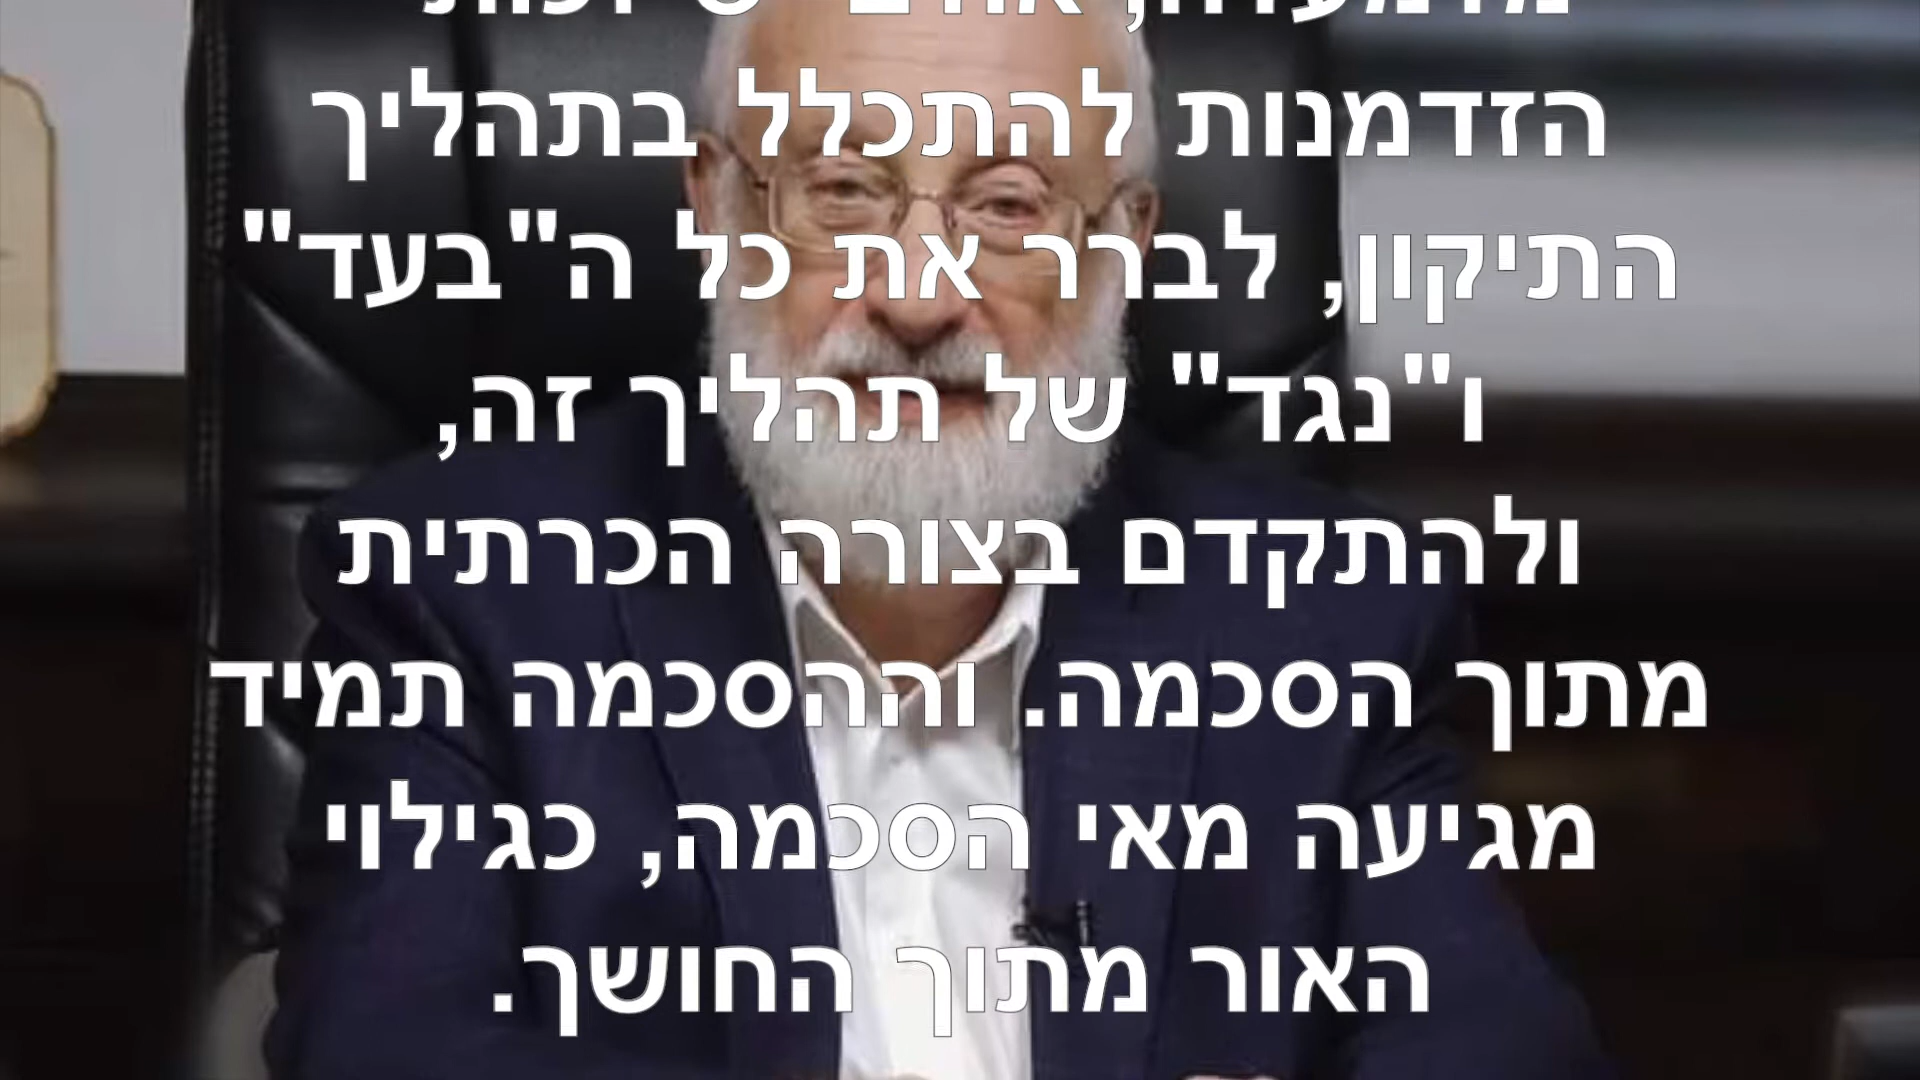 הזדמנות להתכלל בתהליך
התיקון, לברר את כל ה"בעד"
ו"נגד" של תהליך זה,
ולהתקדם בצורה הכרתית
מתוך הסכמה. וההסכמה תמיד
מגיעה מאי הסכמה, כגילוי
האור מתוך החושך.